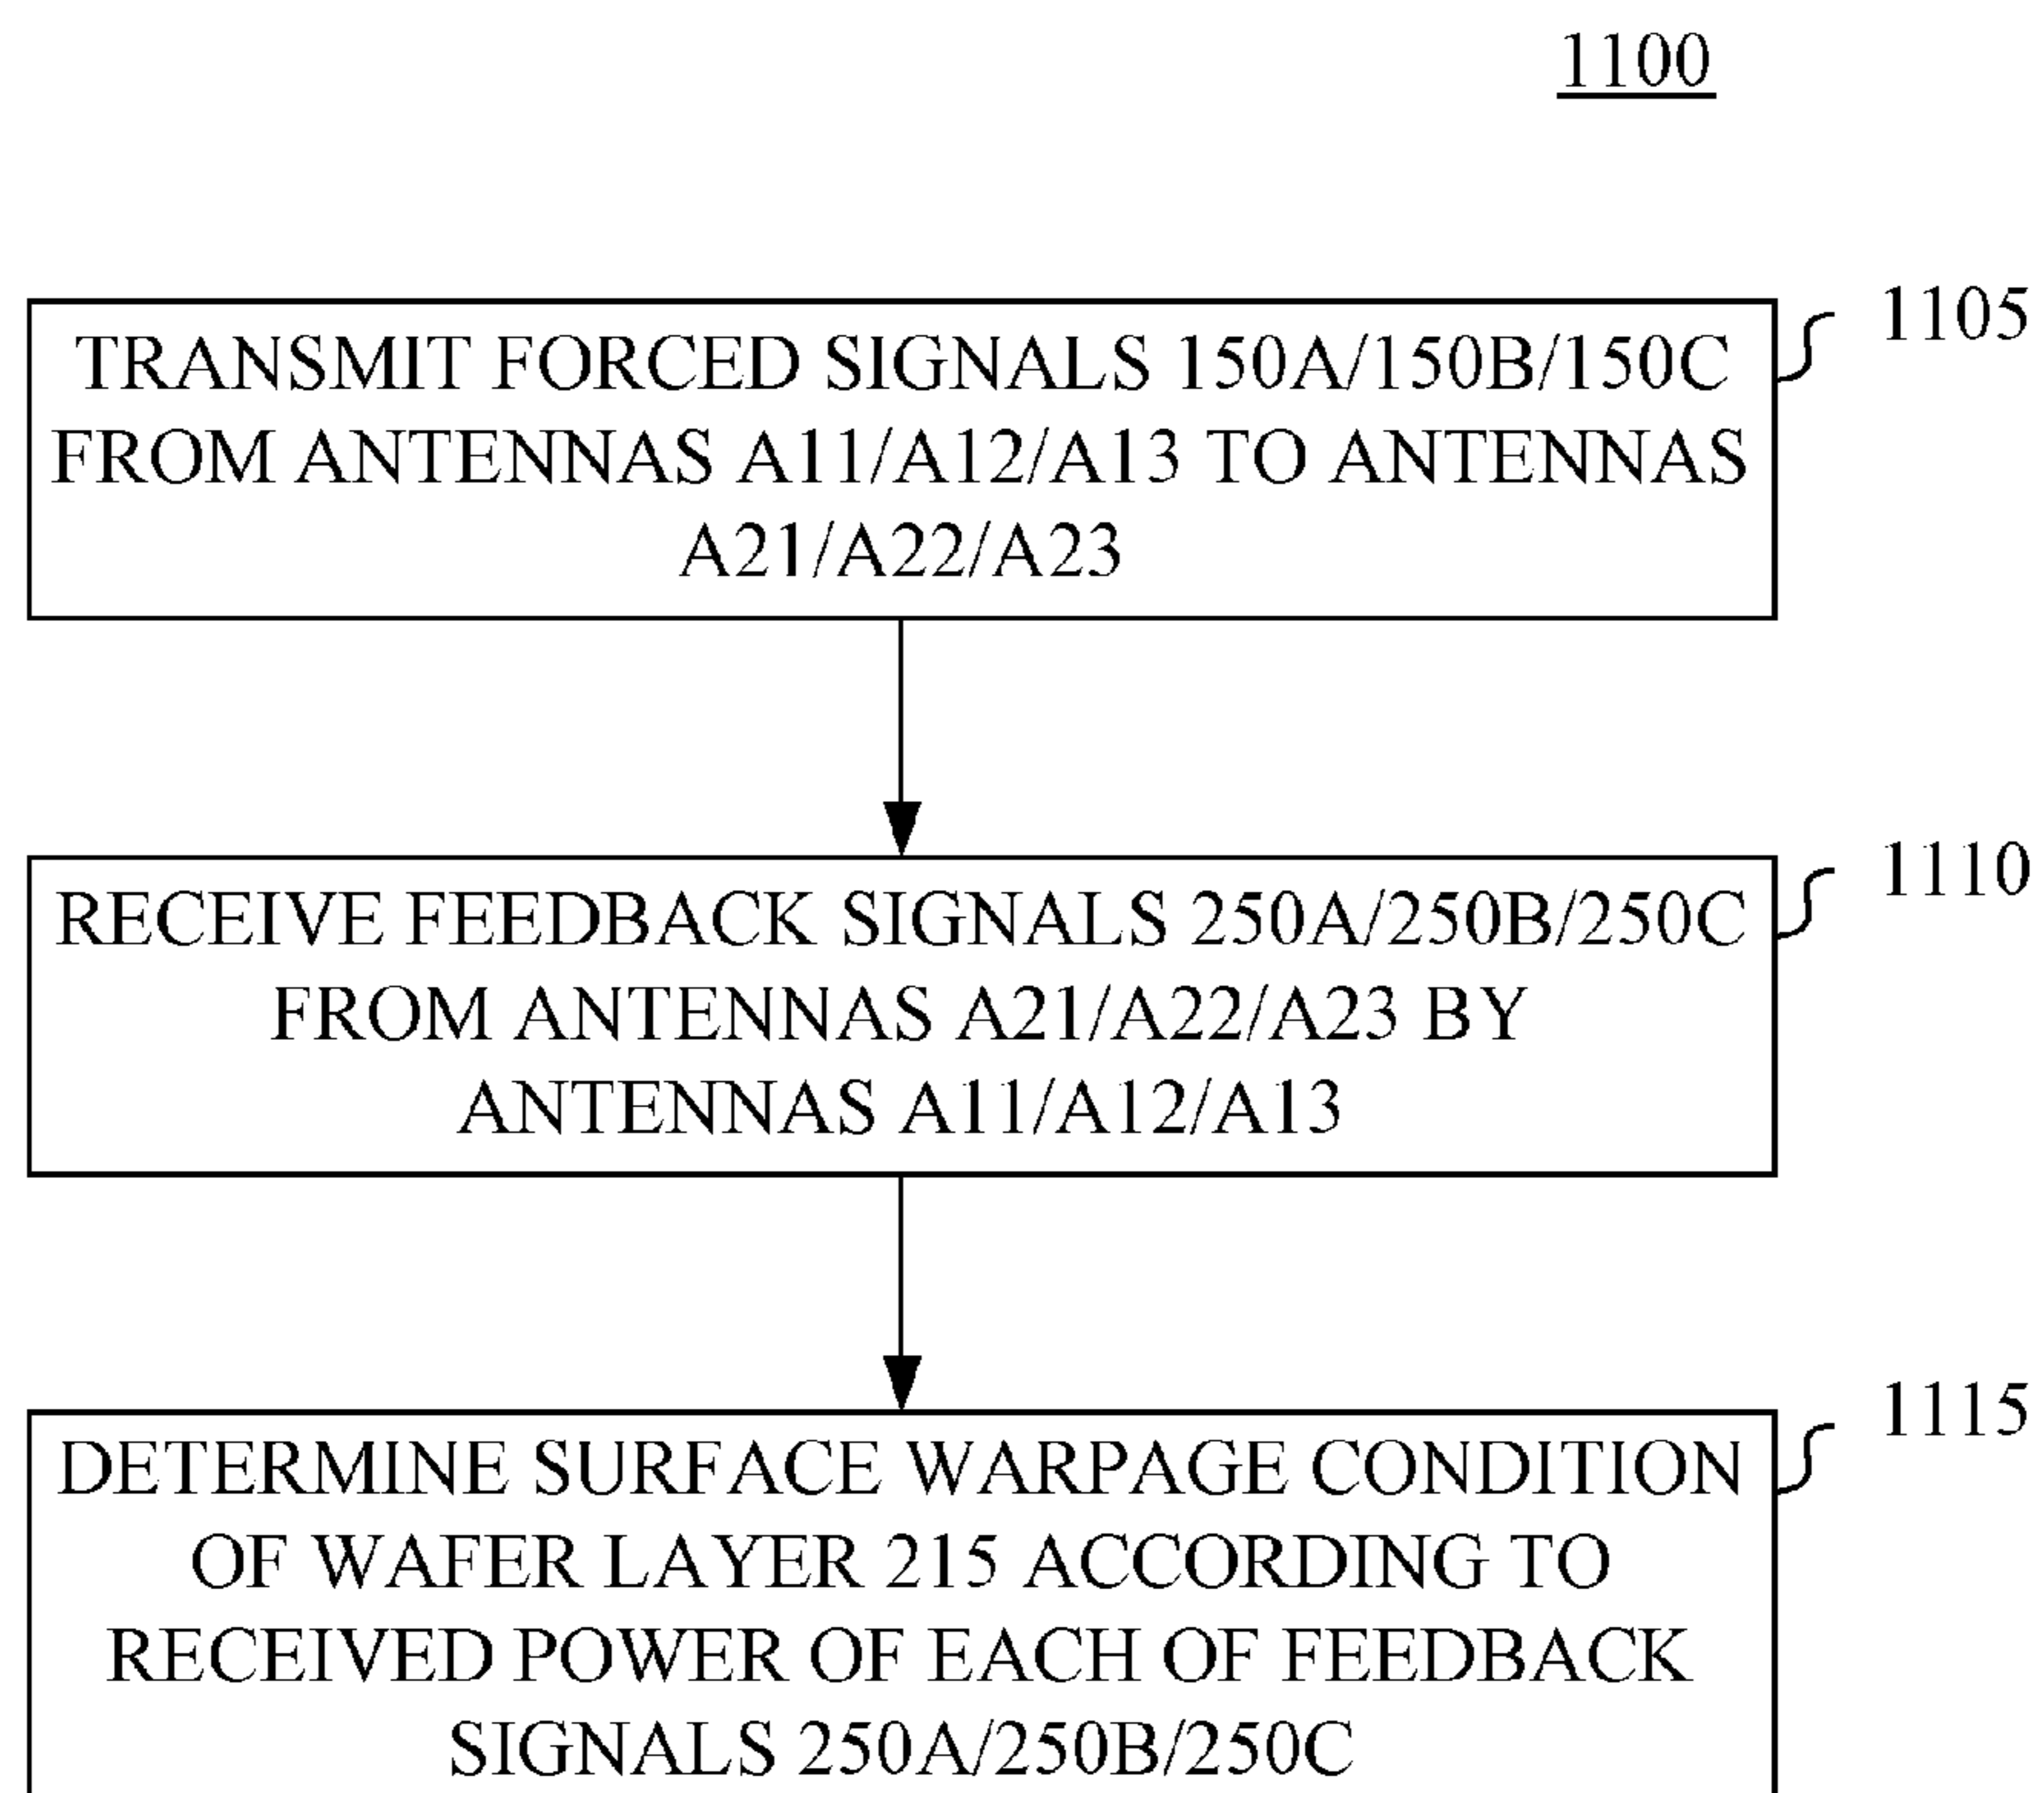 1100
1105
TRANSMIT FORCED SIGNALS 150A/150B/150C
FROM ANTENNAS A11/A12/A13 TO ANTENNAS
A21/A22/A23
1110
RECEIVE FEEDBACK SIGNALS 250A/250B/250C
FROM ANTENNAS A21/A22/A23 BY
ANTENNAS A11/A12/A13
1115
DETERMINE SURFACE WARPAGE CONDITION
OF WAFER LAYER 215 ACCORDING TO
RECEIVED POWER OF EACH OF FEEDBACK
SIGNALS 250A/250B/250C